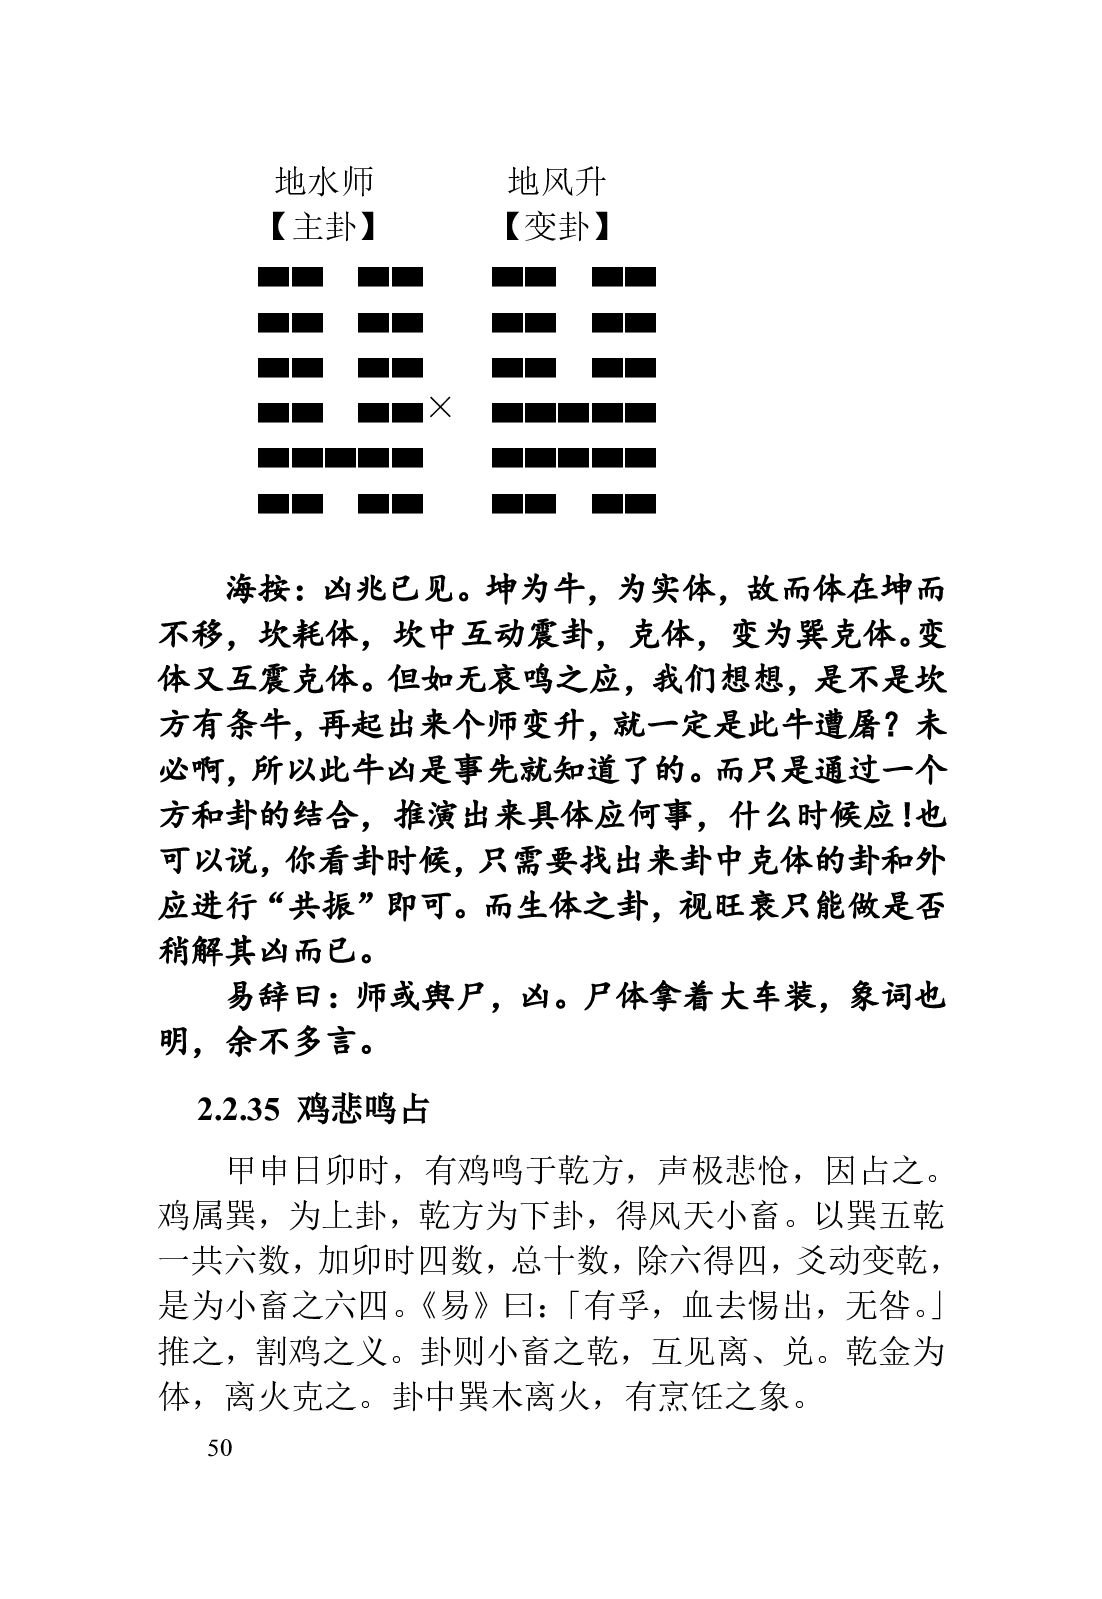 地水师 地风升
【主卦】 【变卦】
×
海按：凶兆已见。坤为牛，为实体，故而体在坤而
不移，坎耗体，坎中互动震卦，克体，变为巽克体。变
体又互震克体。但如无哀鸣之应，我们想想，是不是坎
方有条牛，再起出来个师变升，就一定是此牛遭屠？未
必啊，所以此牛凶是事先就知道了的。而只是通过一个
方和卦的结合，推演出来具体应何事，什么时候应！也
可以说，你看卦时候，只需要找出来卦中克体的卦和外
应进行“共振”即可。而生体之卦，视旺衰只能做是否
稍解其凶而已。
易辞曰：师或舆尸，凶。尸体拿着大车装，象词也
明，余不多言。
2.2.35 鸡悲鸣占
甲申日卯时，有鸡鸣于乾方，声极悲怆，因占之。
鸡属巽，为上卦，乾方为下卦，得风天小畜。以巽五乾
一共六数，加卯时四数，总十数，除六得四，爻动变乾，
是为小畜之六四。《易》曰：「有孚，血去惕出，无咎。」
推之，割鸡之义。卦则小畜之乾，互见离、兑。乾金为
体，离火克之。卦中巽木离火，有烹饪之象。
50